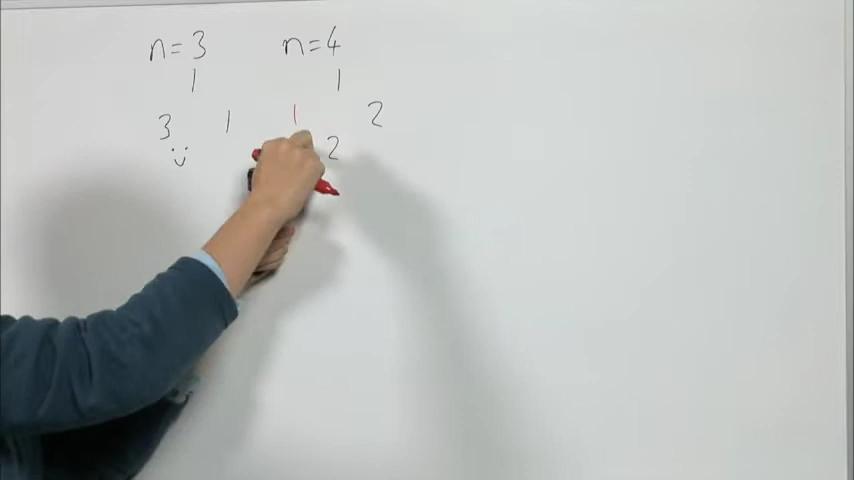 n=3 n=4
1 1
3 1 1 2
2